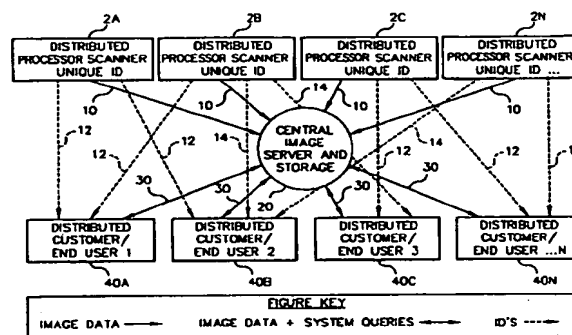 2A 2B 2C 2N
DISTRIBUTED PROCESSOR SCANNER UNIQUE ID
DISTRIBUTED PROCESSOR SCANNER UNIQUE ID
DISTRIBUTED PROCESSOR SCANNER UNIQUE ID
DISTRIBUTED PROCESSOR SCANNER UNIQUE ID ...
10 10 14 10 10
12 12 12 14 12 14 12
CENTRAL
IMAGE
SERVER AND
STORAGE
30 30 20 30 30
DISTRIBUTED CUSTOMER/ END USER 1
DISTRIBUTED CUSTOMER/ END USER 2
DISTRIBUTED CUSTOMER/ END USER 3
DISTRIBUTED CUSTOMER/ END USER ...N
40A 40B 40C 40N
FIGURE KEY
IMAGE DATA IMAGE DATA + SYSTEM QUERIES ID'S